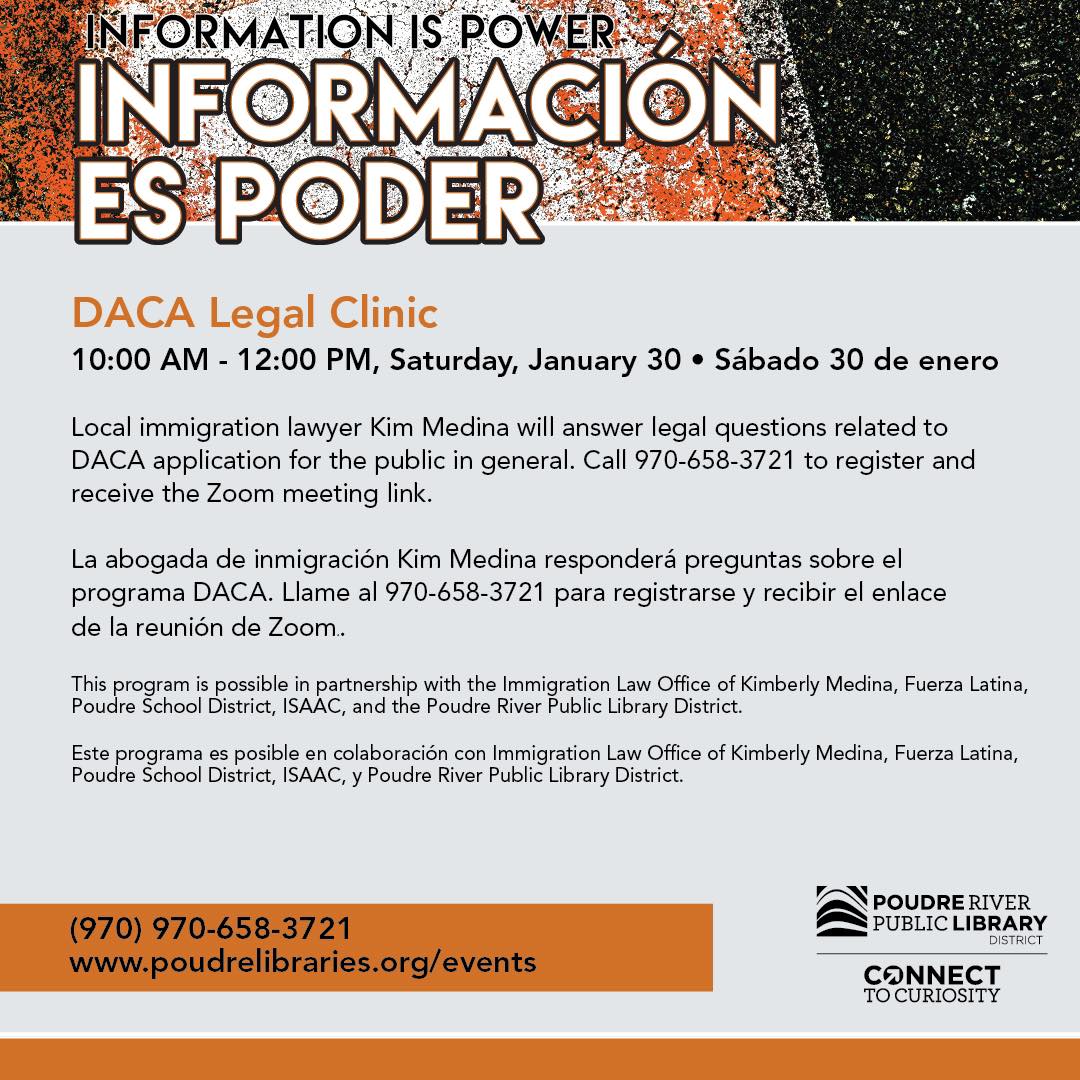 INFORMATION IS POWER
INFORMACIÓN
ES PODER
DACA Legal Clinic
10:00 AM - 12:00 PM, Saturday, January 30 • Sábado 30 de enero
Local immigration lawyer Kim Medina will answer legal questions related to
DACA application for the public in general. Call 970-658-3721 to register and
receive the Zoom meeting link.
La abogada de inmigración Kim Medina responderá preguntas sobre el
programa DACA. Llame al 970-658-3721 para registrarse y recibir el enlace
de la reunión de Zoom..
This program is possible in partnership with the Immigration Law Office of Kimberly Medina, Fuerza Latina,
Poudre School District, ISAAC, and the Poudre River Public Library District.
Este programa es posible en colaboración con Immigration Law Office of Kimberly Medina, Fuerza Latina,
Poudre School District, ISAAC, y Poudre River Public Library District.
(970) 970-658-3721
www.poudrelibraries.org/events
POUDRE RIVER
PUBLIC LIBRARY
DISTRICT
CONNECT
TO CURIOSITY